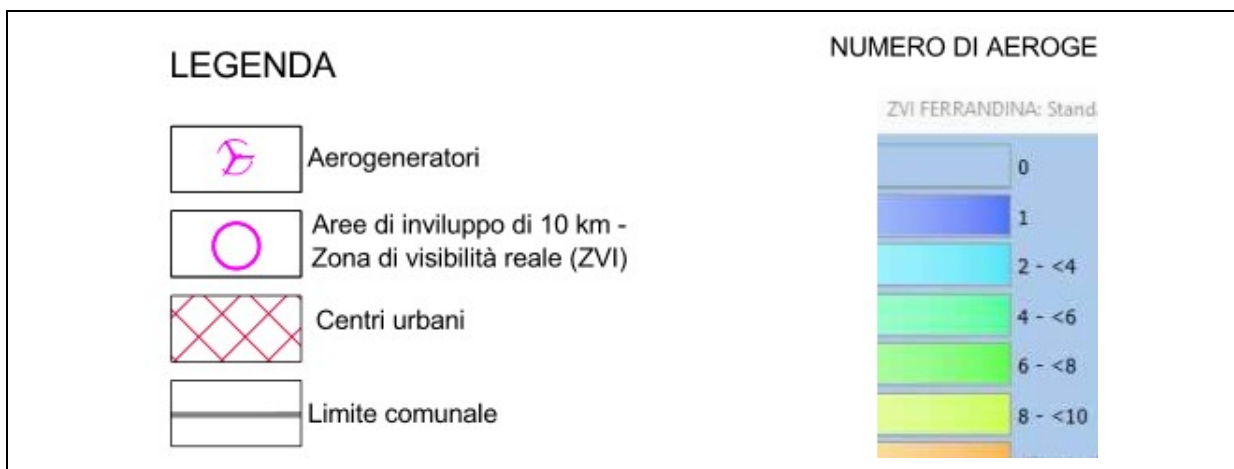 LEGENDA
Aerogeneratori
Aree di inviluppo di 10 km -
Zona di visibilità reale (ZVI)
Centri urbani
Limite comunale
NUMERO DI AEROGE
ZVI FERRANDINA: Standa
0
1
2 - <4
4 - <6
6 - <8
8 - <10